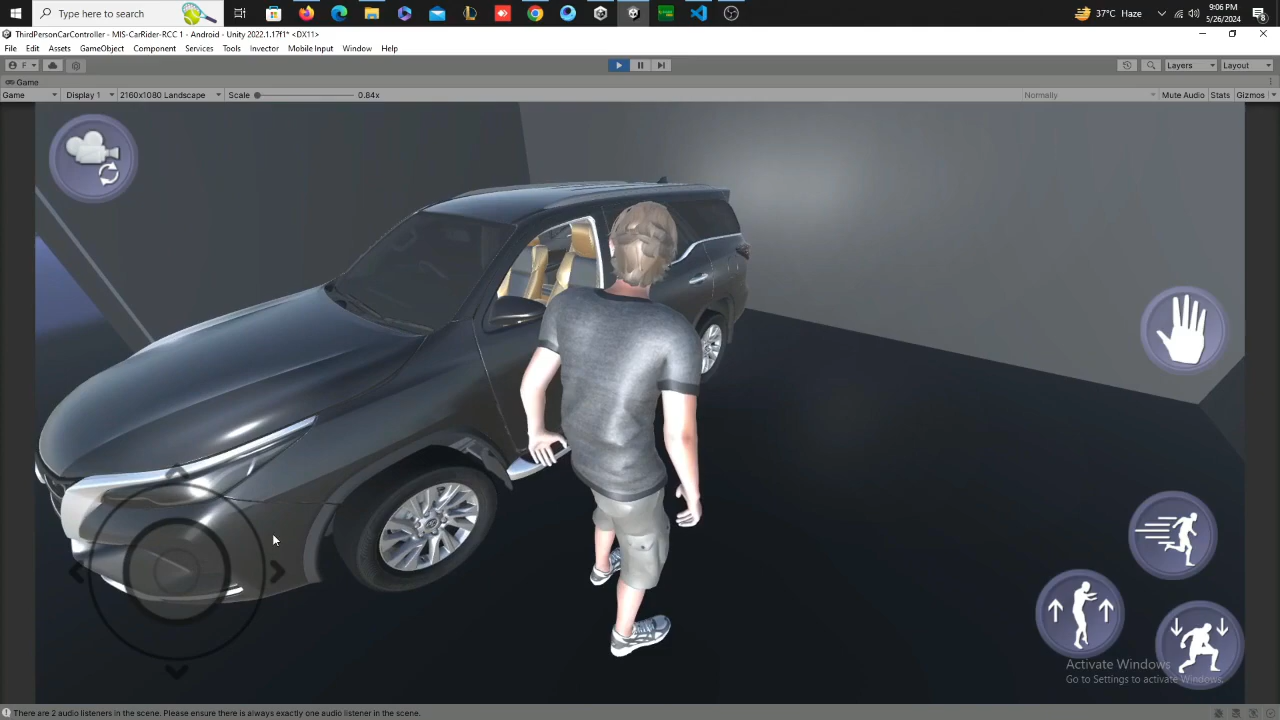 Type here to search
37°C Haze
9:06 PM
5/26/2024
8
ThirdPersonCarController - MIS-CarRider-RCC 1 - Android - Unity 2022.1.17f1* <DX11>
File Edit Assets GameObject Component Services Tools Invector Mobile Input Window Help
F
Layers
Layout
Game
Game Display 1 2160x1080 Landscape Scale 0.84x Normally Mute Audio Stats Gizmos
Activate Windows
Go to Settings to activate Windows.
There are 2 audio listeners in the scene. Please ensure there is always exactly one audio listener in the scene.